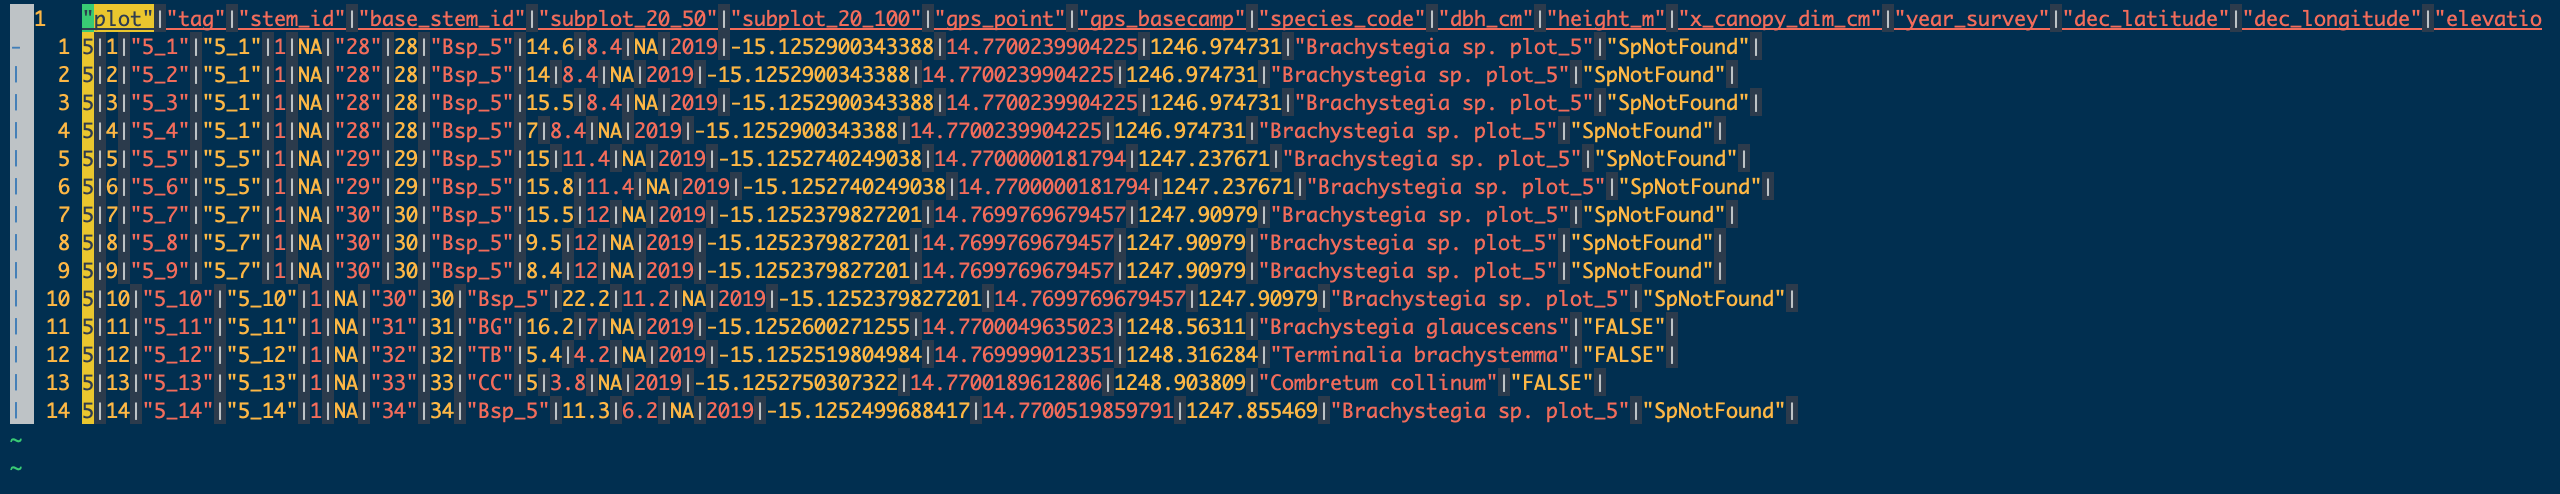 1 "plot"|"tag"|"stem_id"|"base_stem_id"|"subplot_20_50"|"subplot_20_100"|"gps_point"|"gps_basecamp"|"species_code"|"dbh_cm"|"height_m"|"x_canopy_dim_cm"|"year_survey"|"dec_latitude"|"dec_longitude"|"elevatio
- 1 5|1|"5_1"|"5_1"|1|NA|"28"|28|"Bsp_5"|14.6|8.4|NA|2019|-15.1252900343388|14.7700239904225|1246.974731|"Brachystegia sp. plot_5"|"SpNotFound"|
| 2 5|2|"5_2"|"5_1"|1|NA|"28"|28|"Bsp_5"|14|8.4|NA|2019|-15.1252900343388|14.7700239904225|1246.974731|"Brachystegia sp. plot_5"|"SpNotFound"|
| 3 5|3|"5_3"|"5_1"|1|NA|"28"|28|"Bsp_5"|15.5|8.4|NA|2019|-15.1252900343388|14.7700239904225|1246.974731|"Brachystegia sp. plot_5"|"SpNotFound"|
| 4 5|4|"5_4"|"5_1"|1|NA|"28"|28|"Bsp_5"|7|8.4|NA|2019|-15.1252900343388|14.7700239904225|1246.974731|"Brachystegia sp. plot_5"|"SpNotFound"|
| 5 5|5|"5_5"|"5_5"|1|NA|"29"|29|"Bsp_5"|15|11.4|NA|2019|-15.1252740249038|14.7700000181794|1247.237671|"Brachystegia sp. plot_5"|"SpNotFound"|
| 6 5|6|"5_6"|"5_5"|1|NA|"29"|29|"Bsp_5"|15.8|11.4|NA|2019|-15.1252740249038|14.7700000181794|1247.237671|"Brachystegia sp. plot_5"|"SpNotFound"|
| 7 5|7|"5_7"|"5_7"|1|NA|"30"|30|"Bsp_5"|15.5|12|NA|2019|-15.1252379827201|14.7699769679457|1247.90979|"Brachystegia sp. plot_5"|"SpNotFound"|
| 8 5|8|"5_8"|"5_7"|1|NA|"30"|30|"Bsp_5"|9.5|12|NA|2019|-15.1252379827201|14.7699769679457|1247.90979|"Brachystegia sp. plot_5"|"SpNotFound"|
| 9 5|9|"5_9"|"5_7"|1|NA|"30"|30|"Bsp_5"|8.4|12|NA|2019|-15.1252379827201|14.7699769679457|1247.90979|"Brachystegia sp. plot_5"|"SpNotFound"|
| 10 5|10|"5_10"|"5_10"|1|NA|"30"|30|"Bsp_5"|22.2|11.2|NA|2019|-15.1252379827201|14.7699769679457|1247.90979|"Brachystegia sp. plot_5"|"SpNotFound"|
| 11 5|11|"5_11"|"5_11"|1|NA|"31"|31|"BG"|16.2|7|NA|2019|-15.1252600271255|14.7700049635023|1248.56311|"Brachystegia glaucescens"|"FALSE"|
| 12 5|12|"5_12"|"5_12"|1|NA|"32"|32|"TB"|5.4|4.2|NA|2019|-15.1252519804984|14.769999012351|1248.316284|"Terminalia brachystemma"|"FALSE"|
| 13 5|13|"5_13"|"5_13"|1|NA|"33"|33|"CC"|5|3.8|NA|2019|-15.1252750307322|14.7700189612806|1248.903809|"Combretum collinum"|"FALSE"|
| 14 5|14|"5_14"|"5_14"|1|NA|"34"|34|"Bsp_5"|11.3|6.2|NA|2019|-15.1252499688417|14.7700519859791|1247.855469|"Brachystegia sp. plot_5"|"SpNotFound"|
~
~